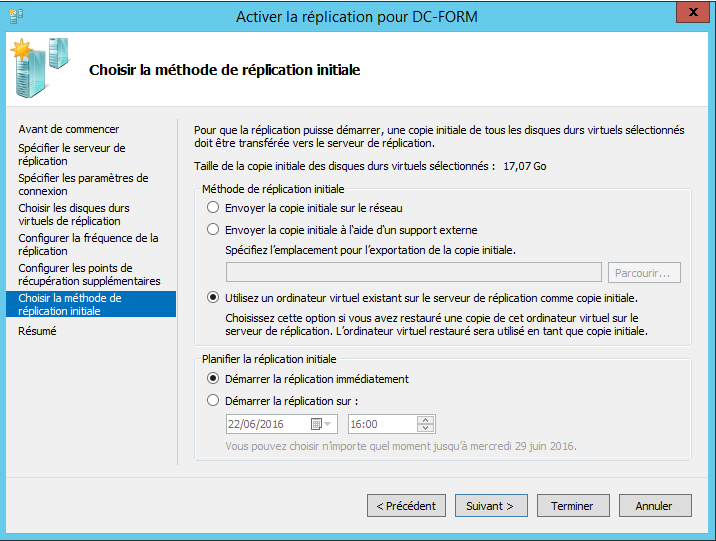 Activer la réplication pour DC-FORM
x
Choisir la méthode de réplication initiale
Avant de commencer
Spécifier le serveur de
réplication
Spécifier les paramètres de
connexion
Choisir les disques durs
virtuels de réplication
Configurer la fréquence de la
réplication
Configurer les points de
récupération supplémentaires
Choisir la méthode de
réplication initiale
Résumé
Pour que la réplication puisse démarrer, une copie initiale de tous les disques durs virtuels sélectionnés
doit être transférée vers le serveur de réplication.
Taille de la copie initiale des disques durs virtuels sélectionnés : 17,07 Go
Méthode de réplication initiale
Envoyer la copie initiale sur le réseau
Envoyer la copie initiale à l'aide d'un support externe
Spécifiez l'emplacement pour l'exportation de la copie initiale.
Parcourir...
Utilisez un ordinateur virtuel existant sur le serveur de réplication comme copie initiale.
Choisissez cette option si vous avez restauré une copie de cet ordinateur virtuel sur le
serveur de réplication. L'ordinateur virtuel restauré sera utilisé en tant que copie initiale.
Planifier la réplication initiale
Démarrer la réplication immédiatement
Démarrer la réplication sur :
22/06/2016 16:00
Vous pouvez choisir n'importe quel moment jusqu'à mercredi 29 juin 2016.
< Précédent Suivant > Terminer Annuler